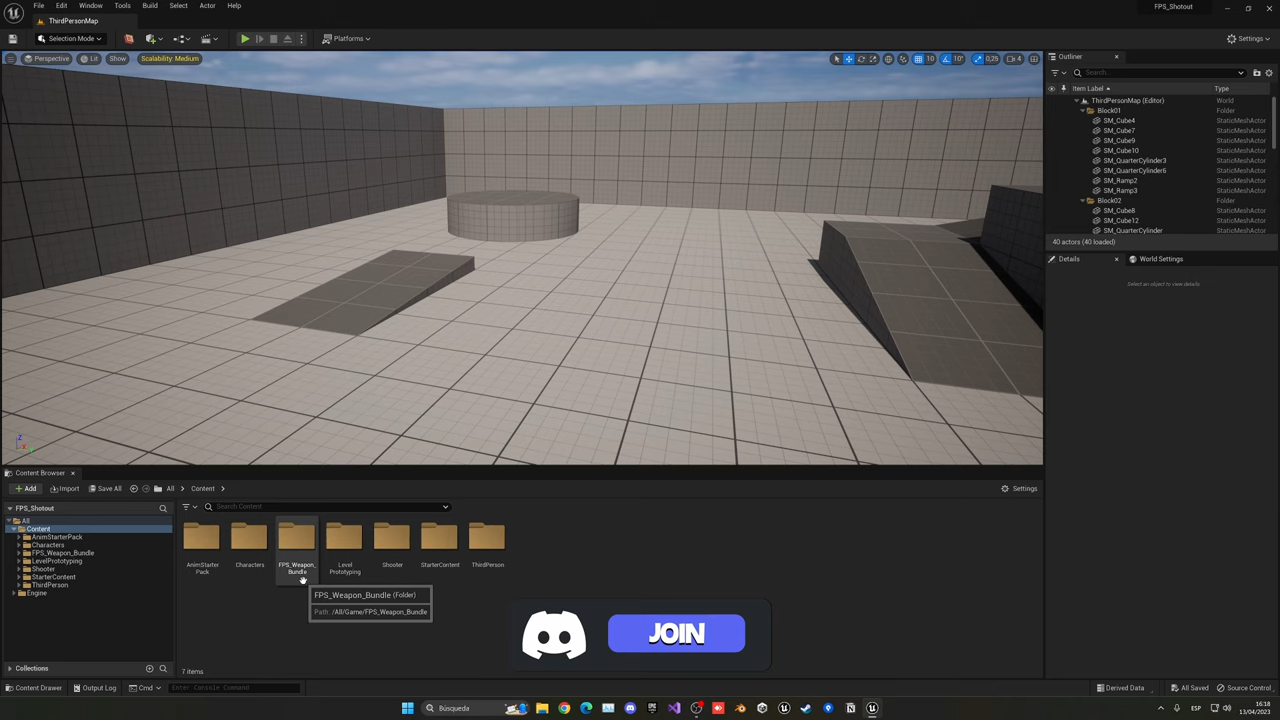 File Edit Window Tools Build Select Actor Help
FPS_Shotout
ThirdPersonMap
Selection Mode
Platforms
Settings
Perspective Lit Show Scalability: Medium
10 10° 0,25 4
Outliner
Search...
Item Label Type
ThirdPersonMap (Editor) World
Block01 Folder
SM_Cube4 StaticMeshActor
SM_Cube7 StaticMeshActor
SM_Cube9 StaticMeshActor
SM_Cube10 StaticMeshActor
SM_QuarterCylinder3 StaticMeshActor
SM_QuarterCylinder6 StaticMeshActor
SM_Ramp2 StaticMeshActor
SM_Ramp3 StaticMeshActor
Block02 Folder
SM_Cube8 StaticMeshActor
SM_Cube12 StaticMeshActor
SM_QuarterCylinder StaticMeshActor
40 actors (40 loaded)
Details World Settings
Select an object to view details
Content Browser
Add Import Save All All Content Settings
FPS_Shotout
Search Content
All
Content
AnimStarterPack
Characters
FPS_Weapon_Bundle
LevelPrototyping
Shooter
StarterContent
ThirdPerson
Engine
AnimStarter
Pack
Characters
FPS_Weapon_
Bundle
Level
Prototyping
Shooter
StarterContent
ThirdPerson
FPS_Weapon_Bundle (Folder)
Path: /All/Game/FPS_Weapon_Bundle
JOIN
Collections
7 items
Content Drawer Output Log Cmd Enter Console Command
Derived Data All Saved Source Control
Búsqueda
ESP
16:18
13/04/2023